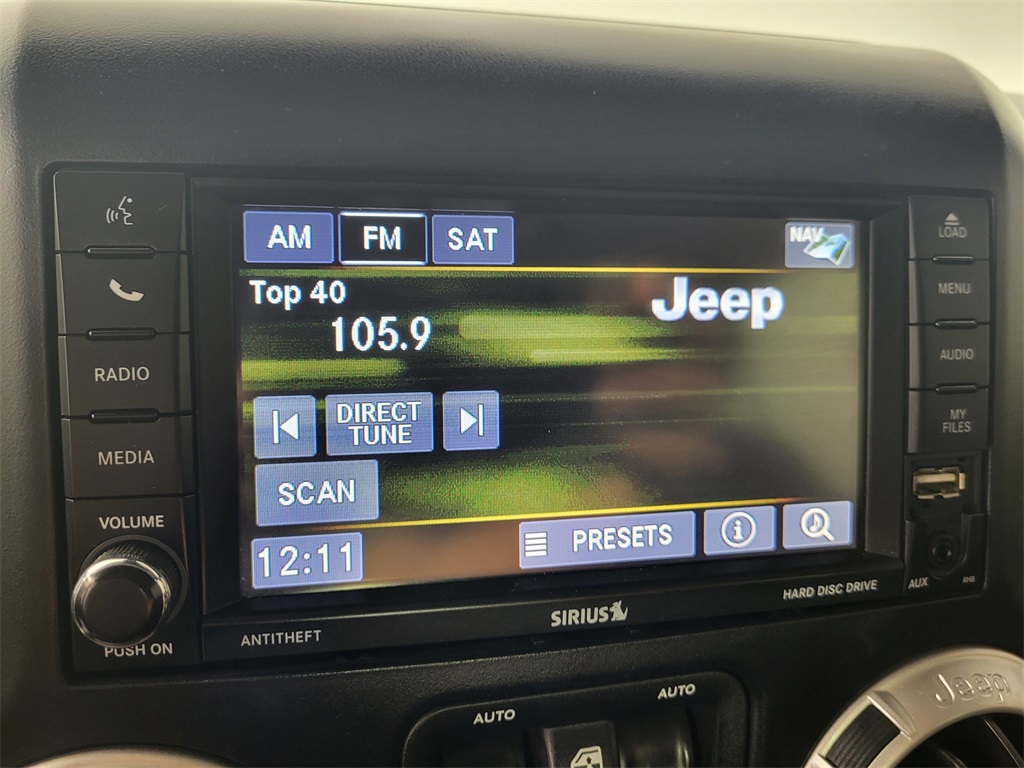 AM FM SAT
NAV
Top 40
105.9
Jeep
DIRECT
TUNE
SCAN
12:11
PRESETS
RADIO
MEDIA
VOLUME
PUSH ON
LOAD
MENU
AUDIO
MY
FILES
AUX
RHB
ANTITHEFT
SIRIUS
HARD DISC DRIVE
AUTO
AUTO
Jeep